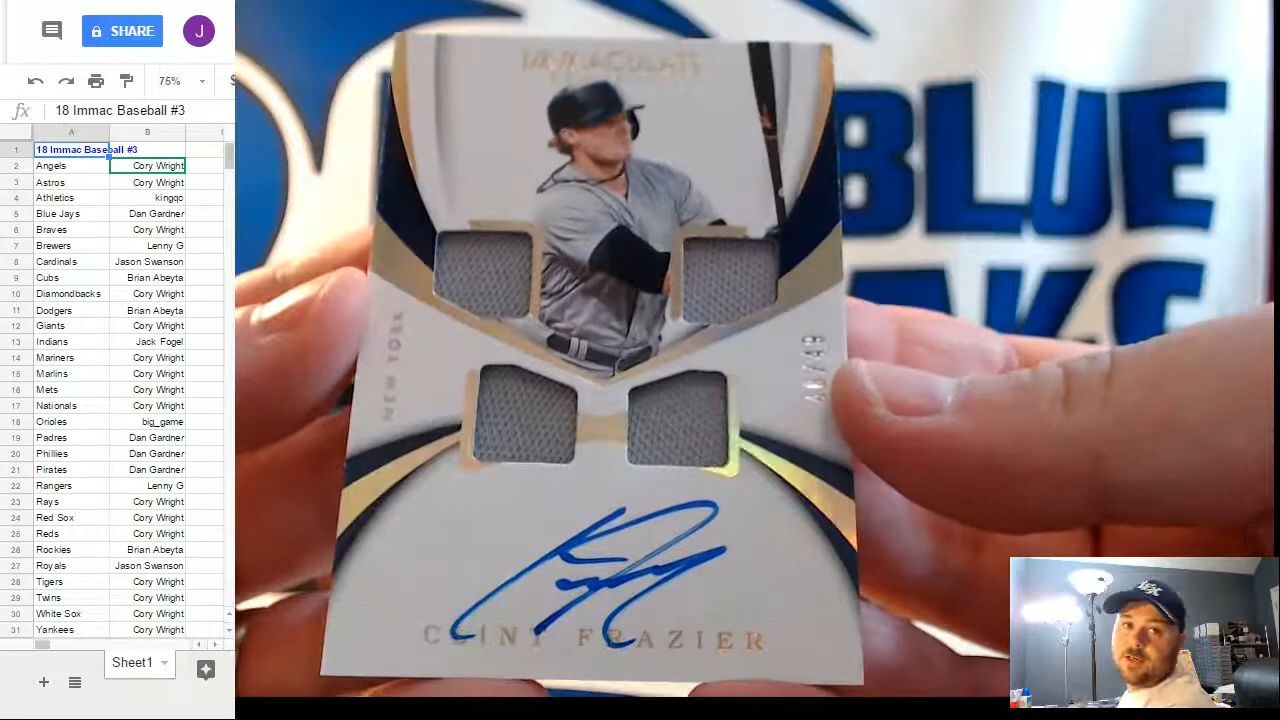 SHARE
J
75%
$
fx
18 Immac Baseball #3
A
B
1 18 Immac Baseball #3
2 Angels Cory Wright
3 Astros Cory Wright
4 Athletics kingqc
5 Blue Jays Dan Gardner
6 Braves Cory Wright
7 Brewers Lenny G
8 Cardinals Jason Swanson
9 Cubs Brian Abeyta
10 Diamondbacks Cory Wright
11 Dodgers Brian Abeyta
12 Giants Cory Wright
13 Indians Jack Fogel
14 Mariners Cory Wright
15 Marlins Cory Wright
16 Mets Cory Wright
17 Nationals Cory Wright
18 Orioles big_game
19 Padres Dan Gardner
20 Phillies Dan Gardner
21 Pirates Dan Gardner
22 Rangers Lenny G
23 Rays Cory Wright
24 Red Sox Cory Wright
25 Reds Cory Wright
26 Rockies Brian Abeyta
27 Royals Jason Swanson
28 Tigers Cory Wright
29 Twins Cory Wright
30 White Sox Cory Wright
31 Yankees Cory Wright
Sheet1
IMMACULATE
NEW YORK
40/49
CLINT FRAZIER
BLUE